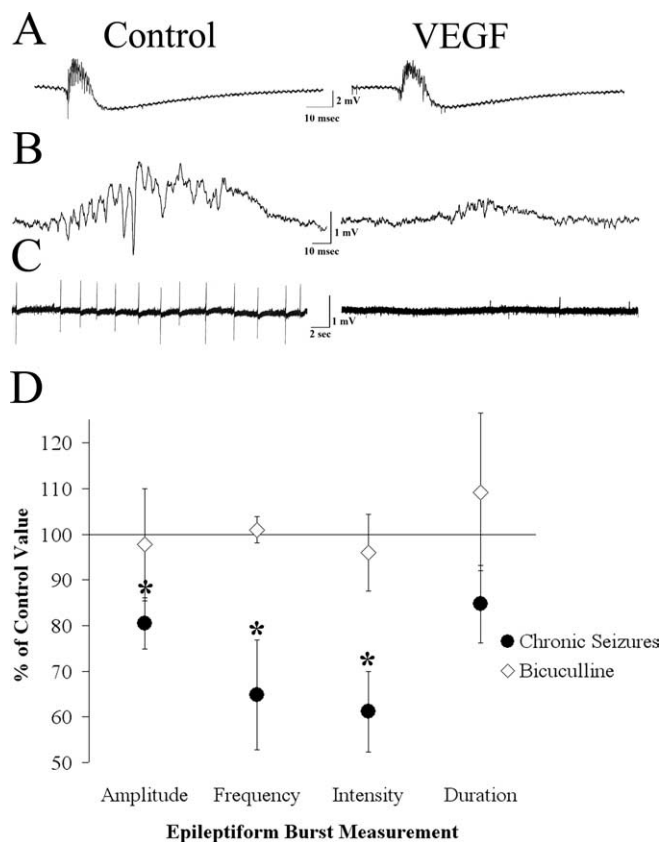 A
Control
VEGF
2 mV
10 msec
B
1 mV
10 msec
C
1 mV
2 sec
D
% of Control Value
120
110
100
90
80
70
60
50
*
*
*
Chronic Seizures
Bicuculline
Amplitude
Frequency
Intensity
Duration
Epileptiform Burst Measurement